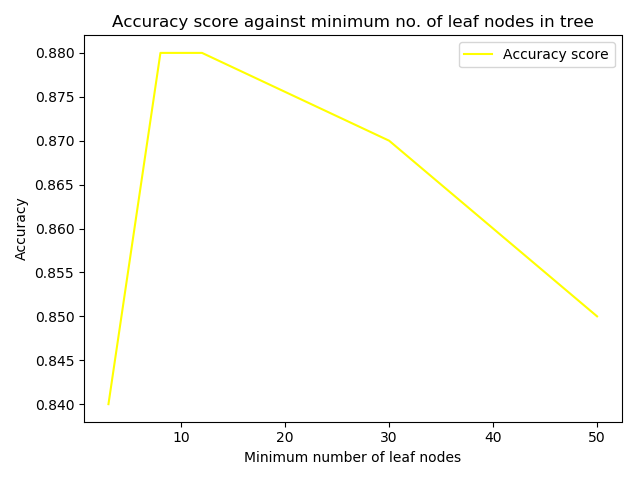 Accuracy score against minimum no. of leaf nodes in tree
Accuracy score
0.880
0.875
0.870
0.865
0.860
0.855
0.850
0.845
0.840
Accuracy
10 20 30 40 50
Minimum number of leaf nodes